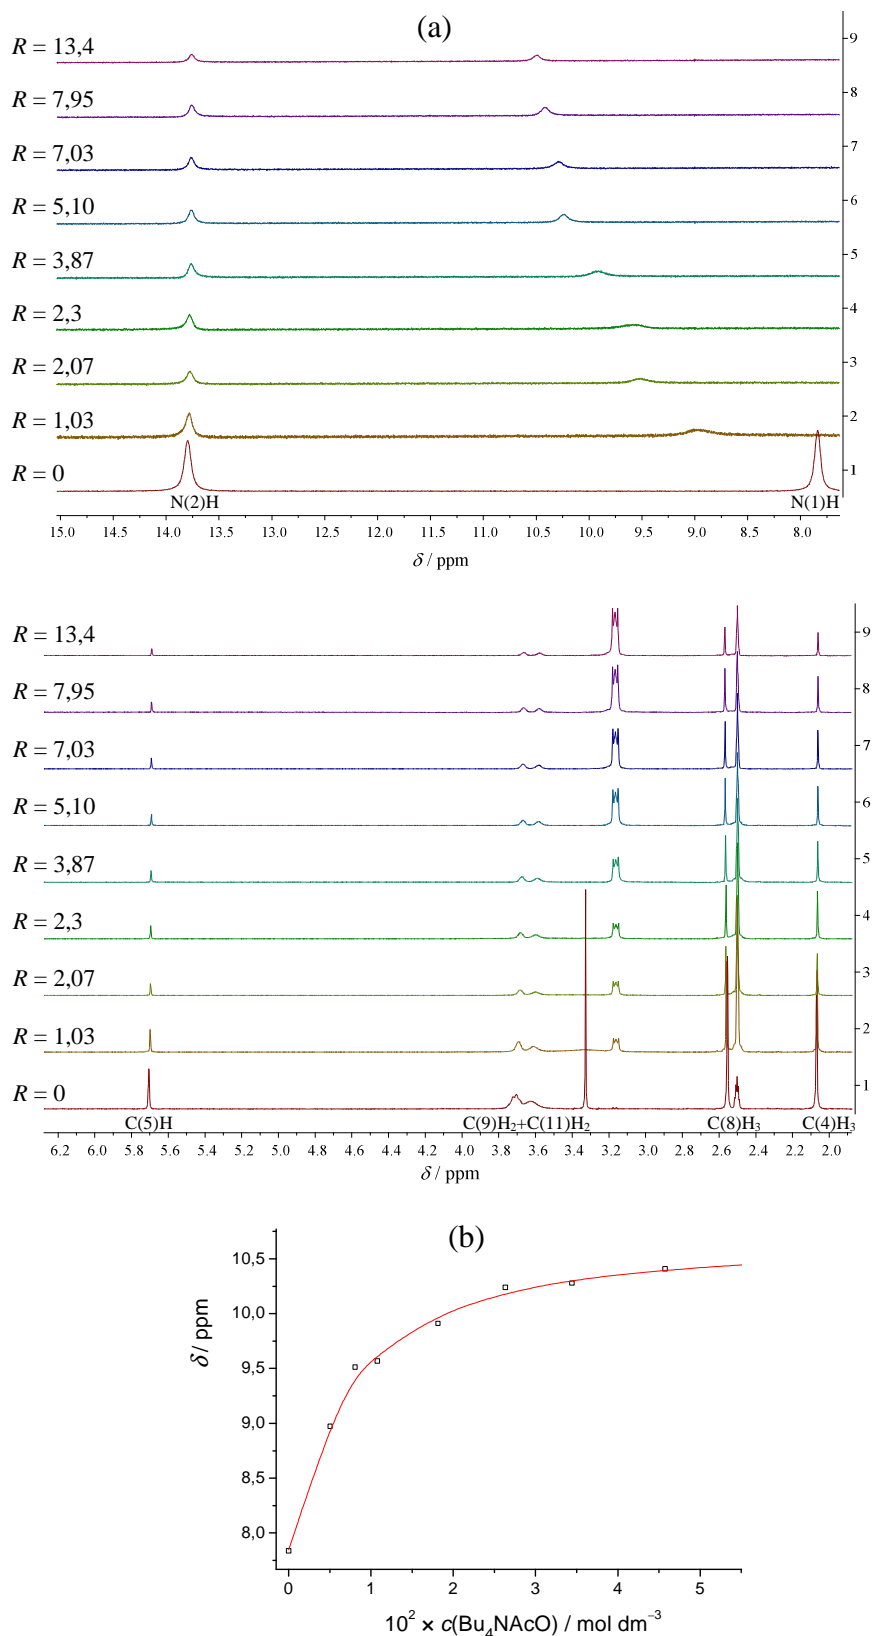 (a)
R = 13,4
9
R = 7,95
8
R = 7,03
7
R = 5,10
6
R = 3,87
5
R = 2,3
4
R = 2,07
3
R = 1,03
2
R = 0
1
N(2)H N(1)H
15.0 14.5 14.0 13.5 13.0 12.5 12.0 11.5 11.0 10.5 10.0 9.5 9.0 8.5 8.0
δ / ppm
R = 13,4
9
R = 7,95
8
R = 7,03
7
R = 5,10
6
R = 3,87
5
R = 2,3
4
R = 2,07
3
R = 1,03
2
R = 0
1
C(5)H C(9)H₂+C(11)H₂ C(8)H₃ C(4)H₃
6.2 6.0 5.8 5.6 5.4 5.2 5.0 4.8 4.6 4.4 4.2 4.0 3.8 3.6 3.4 3.2 3.0 2.8 2.6 2.4 2.2 2.0
δ / ppm
(b)
10,5
10,0
9,5
9,0
8,5
8,0
δ / ppm
0 1 2 3 4 5
10² × c(Bu₄NAcO) / mol dm⁻³